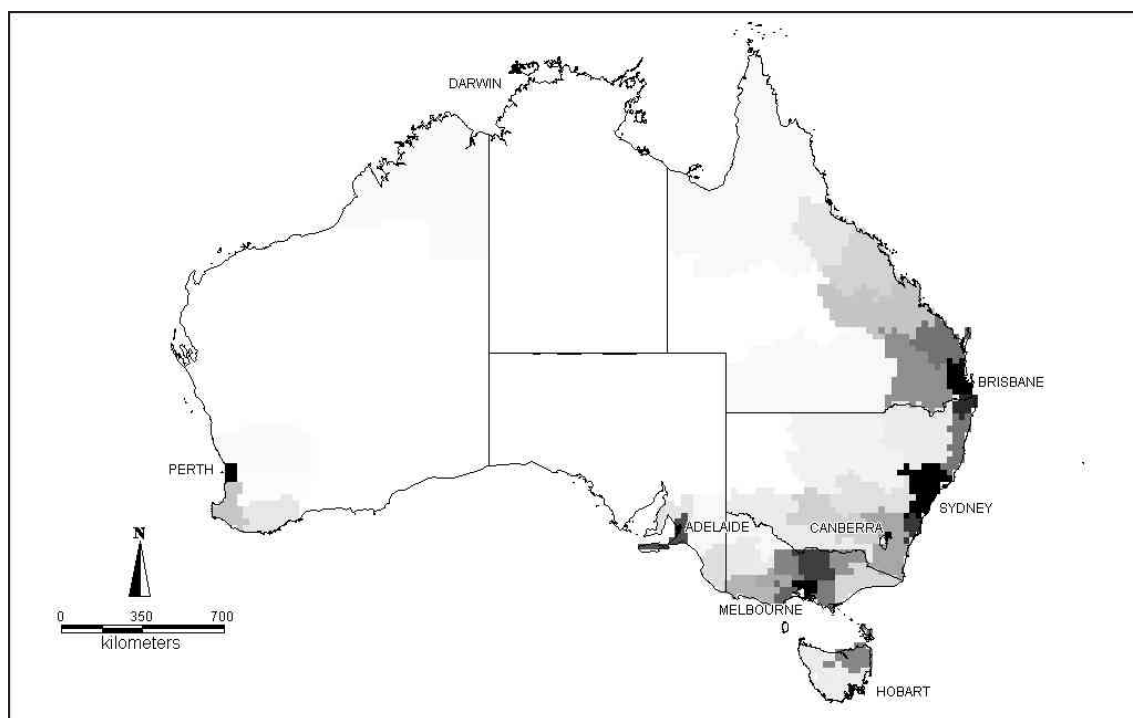 DARWIN
BRISBANE
PERTH
SYDNEY
ADELAIDE
CANBERRA
N
0 350 700
kilometers
MELBOURNE
HOBART